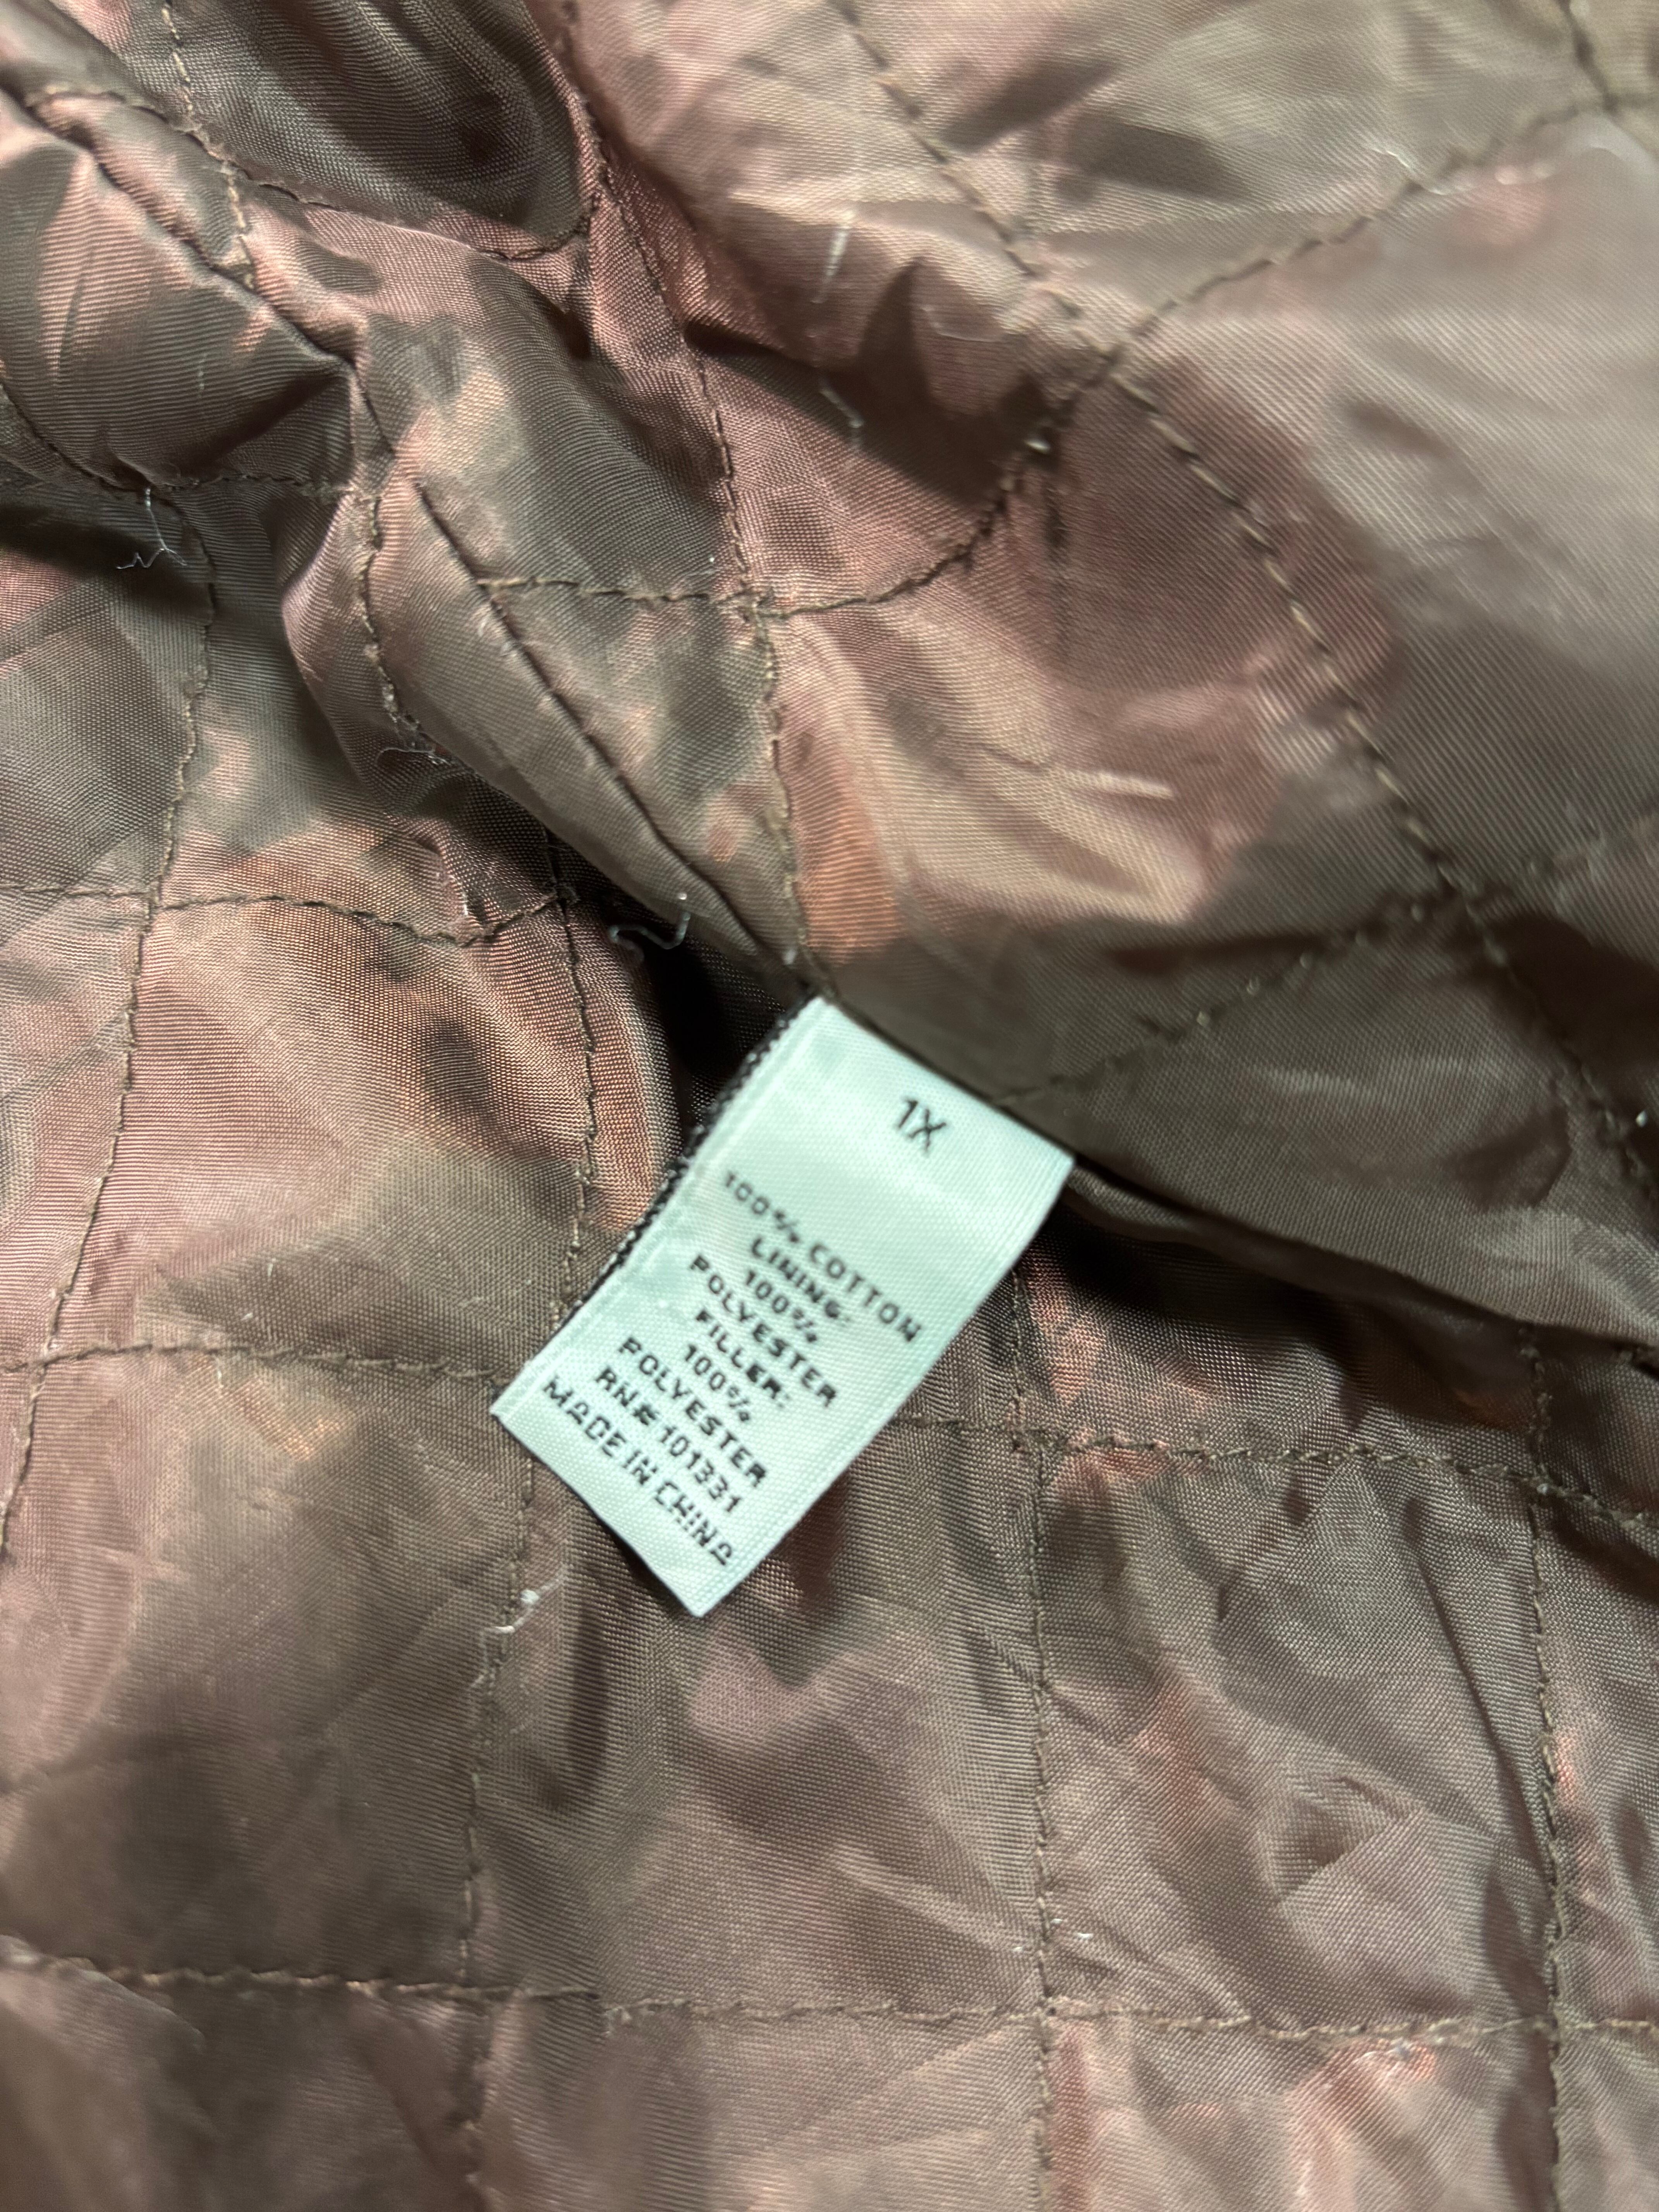 1X
100% COTTON
LINING:
100%
POLYESTER
FILLER:
100%
POLYESTER
RN# 101331
MADE IN CHINA